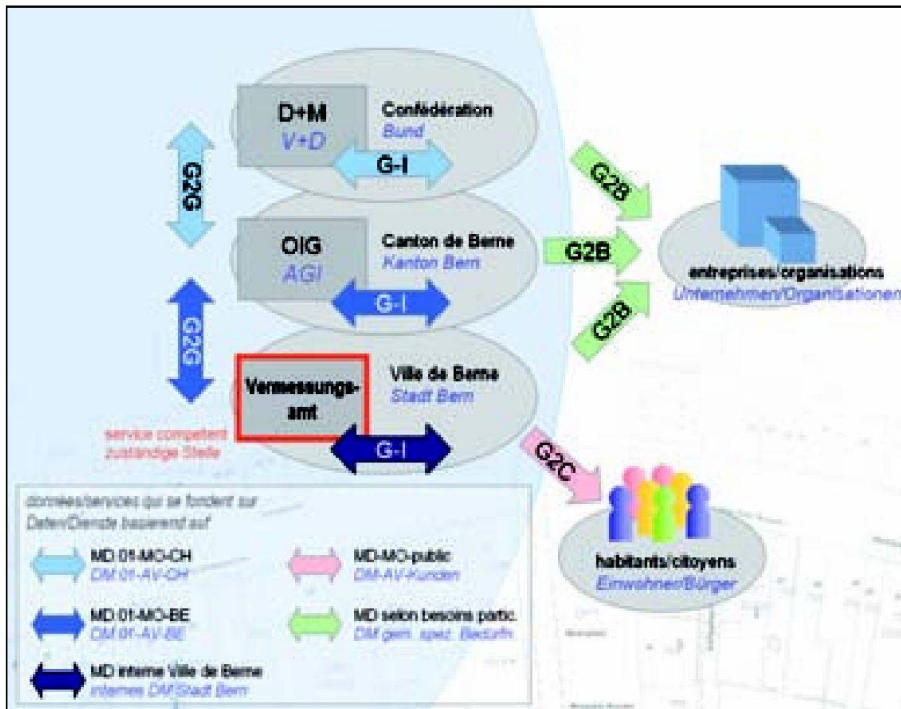 D+M
V+D
Confédération
Bund
G-I
G2G
OIG
AGI
Canton de Berne
Kanton Bern
G-I
G2G
Vermessungs-
amt
Ville de Berne
Stadt Bern
G-I
service competent
zuständige Stelle
G2B
G2B
G2B
entreprises/organisations
Unternehmen/Organisationen
G2C
habitants/citoyens
Einwohner/Bürger
données/services qui se fondent sur
Daten/Dienste basierend auf
MD.01-MO-CH
DM.01-AV-CH
MD.01-MO-BE
DM.01-AV-BE
MD interne Ville de Berne
internes DM Stadt Bern
MD-MO-public
DM-AV-Kunden
MD selon besoins partic.
DM gem. spez. Bedürfn.